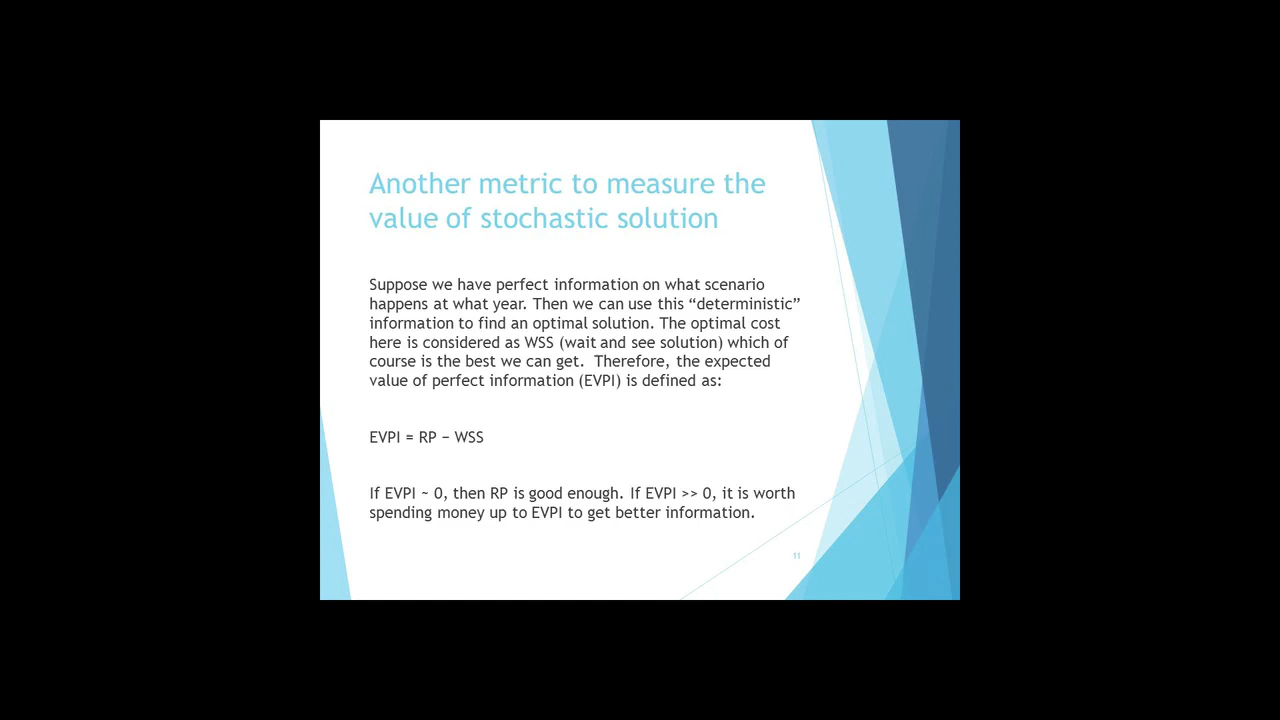 Another metric to measure the
value of stochastic solution
Suppose we have perfect information on what scenario
happens at what year. Then we can use this “deterministic”
information to find an optimal solution. The optimal cost
here is considered as WSS (wait and see solution) which of
course is the best we can get.  Therefore, the expected
value of perfect information (EVPI) is defined as:
EVPI = RP – WSS
If EVPI ~ 0, then RP is good enough. If EVPI >> 0, it is worth
spending money up to EVPI to get better information.
11